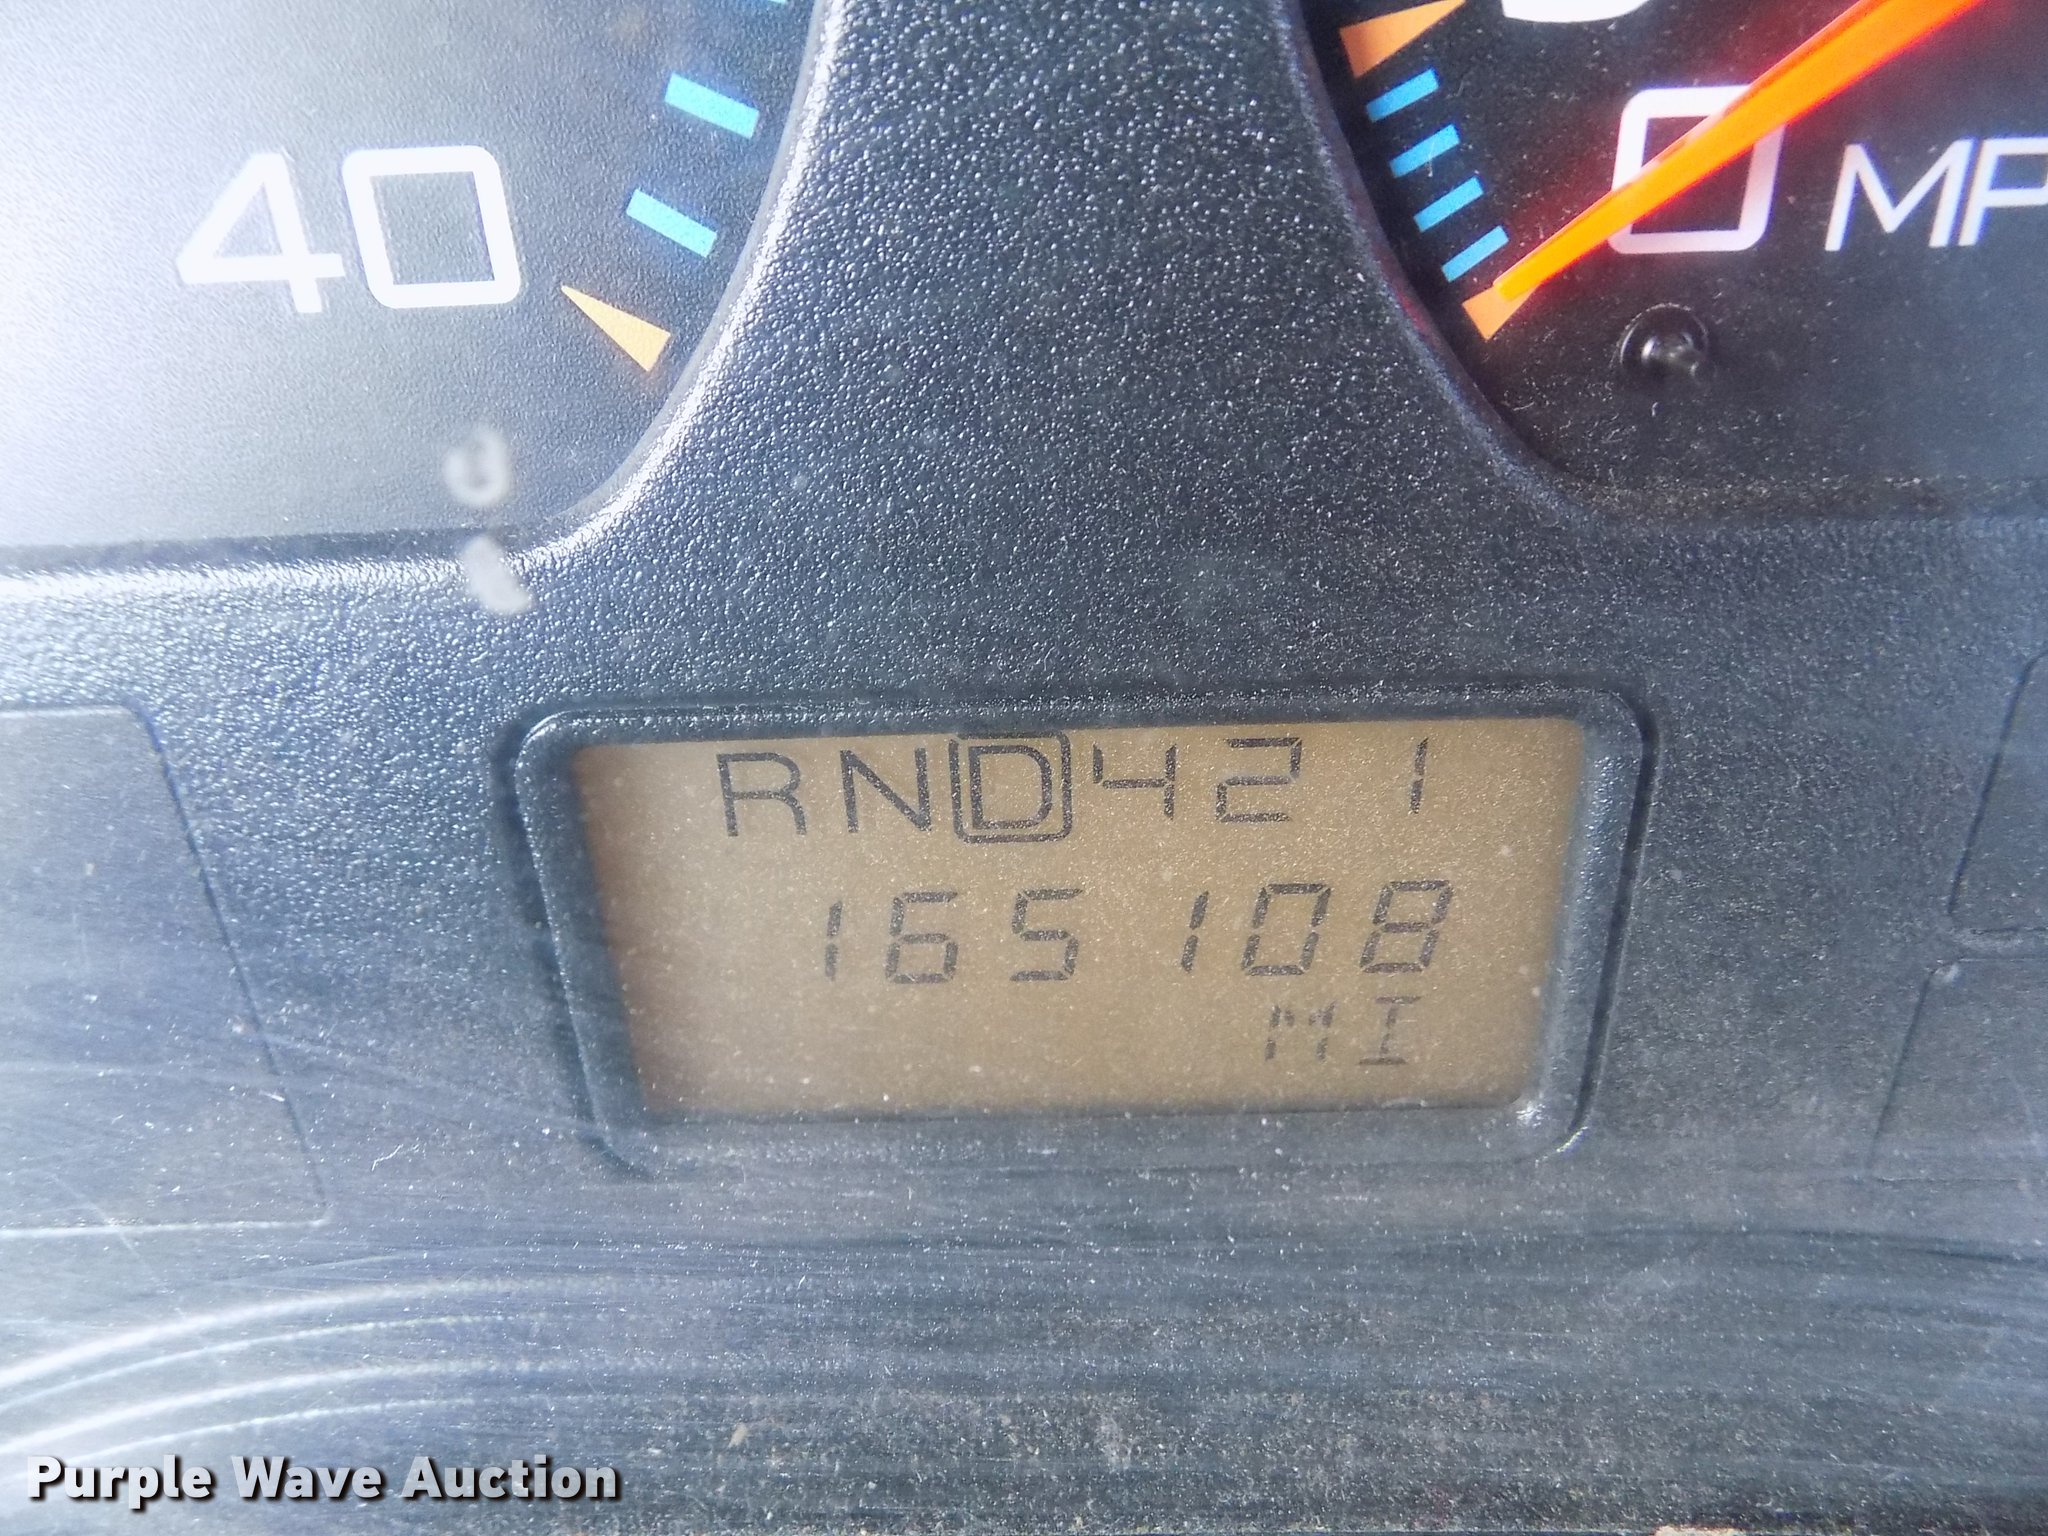 40
0 MP
RND421
165108
MI
Purple Wave Auction